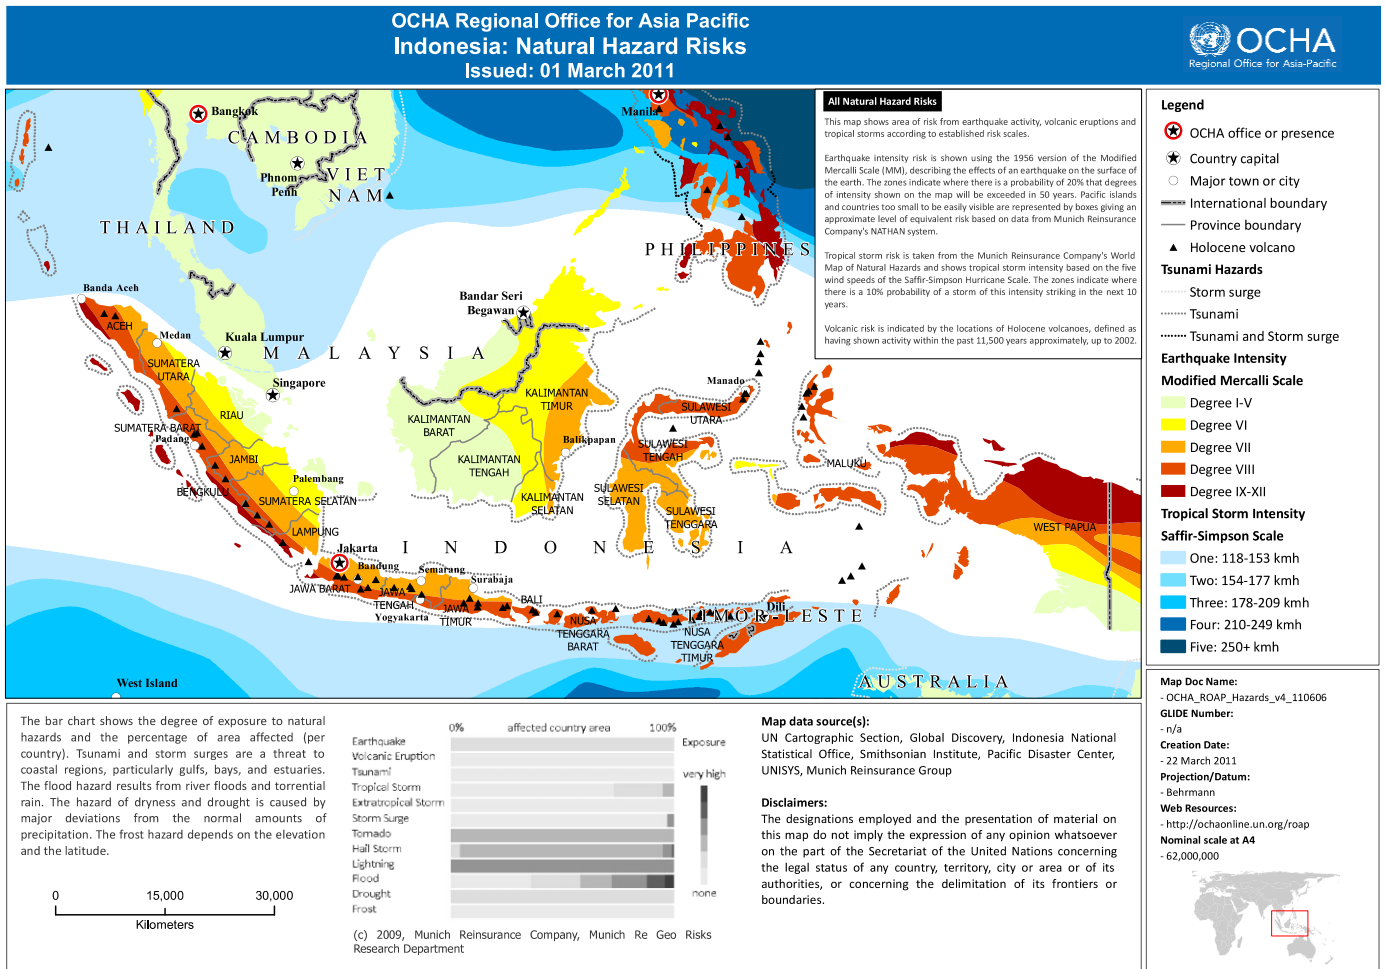 OCHA Regional Office for Asia Pacific
Indonesia: Natural Hazard Risks
Issued: 01 March 2011
OCHA
Regional Office for Asia-Pacific
Bangkok
CAMBODIA
Phnom
Penh
VIET
NAM
THAILAND
Manila
PHILIPPINES
Banda Aceh
ACEH
Medan
SUMATERA
UTARA
Kuala Lumpur
MALAYSIA
Singapore
Bandar Seri
Begawan
RIAU
SUMATERA BARAT
Padang
JAMBI
BENGKULU
Palembang
SUMATERA SELATAN
LAMPUNG
KALIMANTAN
BARAT
KALIMANTAN
TENGAH
KALIMANTAN
TIMUR
Balikpapan
KALIMANTAN
SELATAN
Manado
SULAWESI
UTARA
SULAWESI
TENGAH
SULAWESI
SELATAN
SULAWESI
TENGGARA
MALUKU
WEST PAPUA
INDONESIA
Jakarta
Bandung
Semarang
Surabaja
JAWA BARAT
JAWA
TENGAH
Yogyakarta
JAWA
TIMUR
BALI
NUSA
TENGGARA
BARAT
NUSA
TENGGARA
TIMUR
Dili
TIMOR-LESTE
West Island
AUSTRALIA
All Natural Hazard Risks
This map shows area of risk from earthquake activity, volcanic eruptions and
tropical storms according to established risk scales.
Earthquake intensity risk is shown using the 1956 version of the Modified
Mercalli Scale (MM), describing the effects of an earthquake on the surface of
the earth. The zones indicate where there is a probability of 20% that degrees
of intensity shown on the map will be exceeded in 50 years. Pacific islands
and countries too small to be easily visible are represented by boxes giving an
approximate level of equivalent risk based on data from Munich Reinsurance
Company's NATHAN system.
Tropical storm risk is taken from the Munich Reinsurance Company's World
Map of Natural Hazards and shows tropical storm intensity based on the five
wind speeds of the Saffir-Simpson Hurricane Scale. The zones indicate where
there is a 10% probability of a storm of this intensity striking in the next 10
years.
Volcanic risk is indicated by the locations of Holocene volcanoes, defined as
having shown activity within the past 11,500 years approximately, up to 2002.
Legend
OCHA office or presence
Country capital
Major town or city
International boundary
Province boundary
Holocene volcano
Tsunami Hazards
Storm surge
Tsunami
Tsunami and Storm surge
Earthquake Intensity
Modified Mercalli Scale
Degree I-V
Degree VI
Degree VII
Degree VIII
Degree IX-XII
Tropical Storm Intensity
Saffir-Simpson Scale
One: 118-153 kmh
Two: 154-177 kmh
Three: 178-209 kmh
Four: 210-249 kmh
Five: 250+ kmh
Map Doc Name:
- OCHA_ROAP_Hazards_v4_110606
GLIDE Number:
- n/a
Creation Date:
- 22 March 2011
Projection/Datum:
- Behrmann
Web Resources:
- http://ochaonline.un.org/roap
Nominal scale at A4
- 62,000,000
The bar chart shows the degree of exposure to natural
hazards and the percentage of area affected (per
country). Tsunami and storm surges are a threat to
coastal regions, particularly gulfs, bays, and estuaries.
The flood hazard results from river floods and torrential
rain. The hazard of dryness and drought is caused by
major deviations from the normal amounts of
precipitation. The frost hazard depends on the elevation
and the latitude.
0 15,000 30,000
Kilometers
0% affected country area 100%
Exposure
very high
none
Earthquake
Volcanic Eruption
Tsunami
Tropical Storm
Extratropical Storm
Storm Surge
Tornado
Hail Storm
Lightning
Flood
Drought
Frost
(c) 2009, Munich Reinsurance Company, Munich Re Geo Risks
Research Department
Map data source(s):
UN Cartographic Section, Global Discovery, Indonesia National
Statistical Office, Smithsonian Institute, Pacific Disaster Center,
UNISYS, Munich Reinsurance Group
Disclaimers:
The designations employed and the presentation of material on
this map do not imply the expression of any opinion whatsoever
on the part of the Secretariat of the United Nations concerning
the legal status of any country, territory, city or area or of its
authorities, or concerning the delimitation of its frontiers or
boundaries.